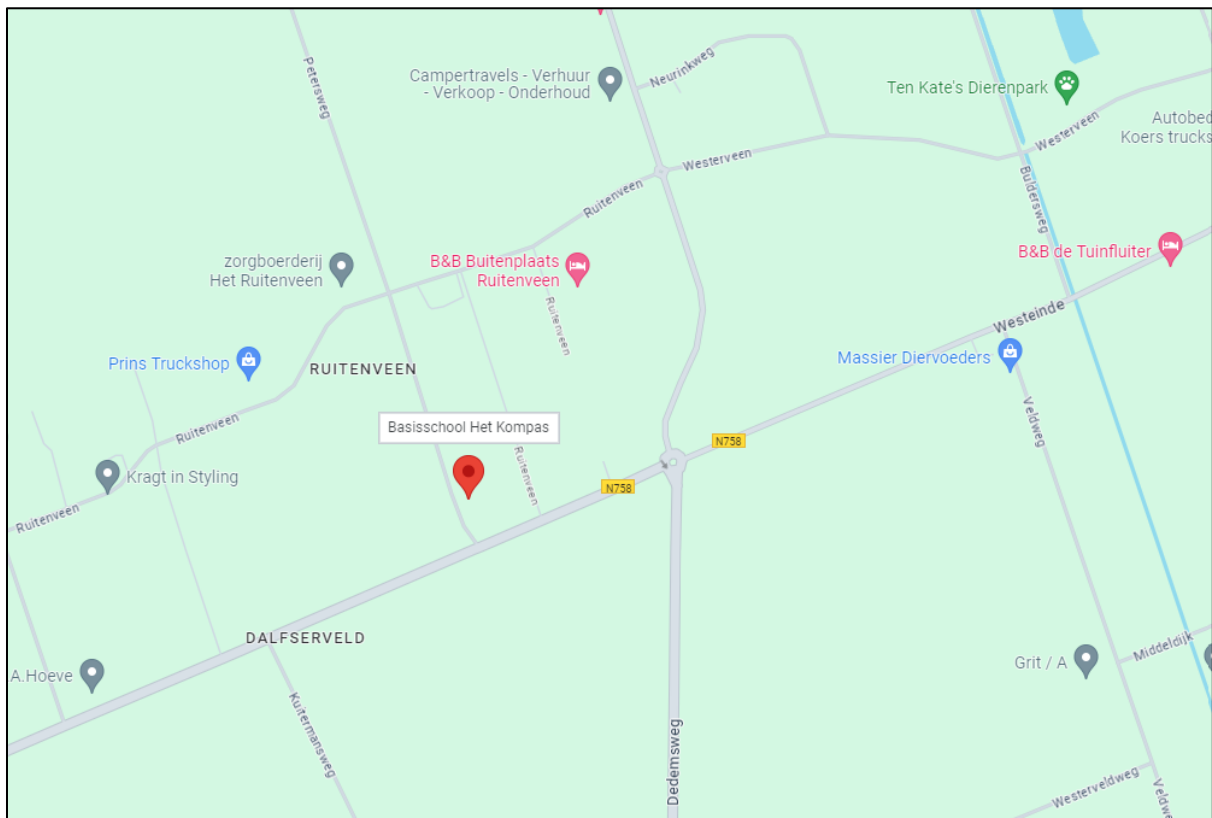 Petersweg
Campertravels - Verhuur
- Verkoop - Onderhoud
Neurinkweg
Ten Kate's Dierenpark
Autobed
Koers trucks
Westerveen
Westerveen
Buldersweg
Ruitenveen
zorgboerderij
Het Ruitenveen
B&B Buitenplaats
Ruitenveen
B&B de Tuinfluiter
Ruitenveen
Westeinde
Prins Truckshop
RUITENVEEN
Massier Diervoeders
Ruitenveen
Basisschool Het Kompas
Veldweg
N758
Kragt in Styling
Ruitenveen
N758
Ruitenveen
DALFSERVELD
A.Hoeve
Kuitermansweg
Grit / A
Middeldijk
Dedemsweg
Westerveldweg
Veldw